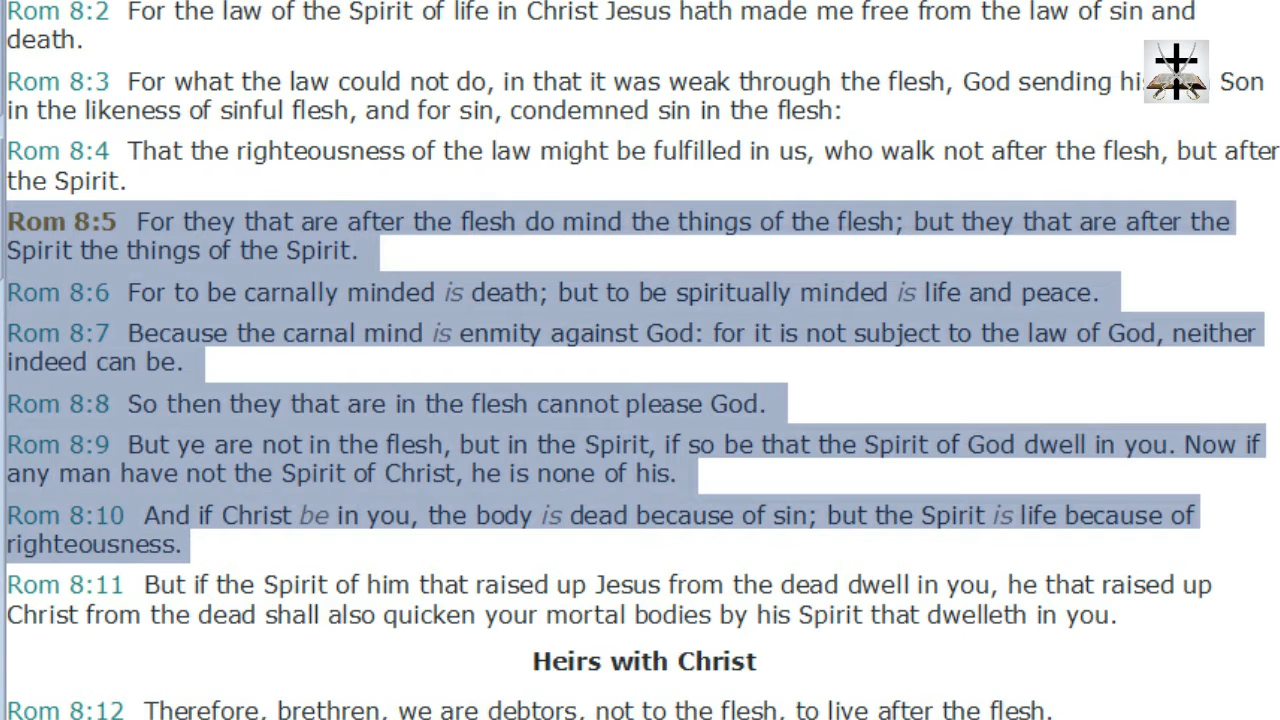 Rom 8:2 For the law of the Spirit of life in Christ Jesus hath made me free from the law of sin and
death.
Rom 8:3 For what the law could not do, in that it was weak through the flesh, God sending Son
in the likeness of sinful flesh, and for sin, condemned sin in the flesh:
Rom 8:4 That the righteousness of the law might be fulfilled in us, who walk not after the flesh, but after
the Spirit.
Rom 8:5 For they that are after the flesh do mind the things of the flesh; but they that are after the
Spirit the things of the Spirit.
Rom 8:6 For to be carnally minded is death; but to be spiritually minded is life and peace.
Rom 8:7 Because the carnal mind is enmity against God: for it is not subject to the law of God, neither
indeed can be.
Rom 8:8 So then they that are in the flesh cannot please God.
Rom 8:9 But ye are not in the flesh, but in the Spirit, if so be that the Spirit of God dwell in you. Now if
any man have not the Spirit of Christ, he is none of his.
Rom 8:10 And if Christ be in you, the body is dead because of sin; but the Spirit is life because of
righteousness.
Rom 8:11 But if the Spirit of him that raised up Jesus from the dead dwell in you, he that raised up
Christ from the dead shall also quicken your mortal bodies by his Spirit that dwelleth in you.
Heirs with Christ
Rom 8:12 Therefore, brethren, we are debtors, not to the flesh, to live after the flesh.